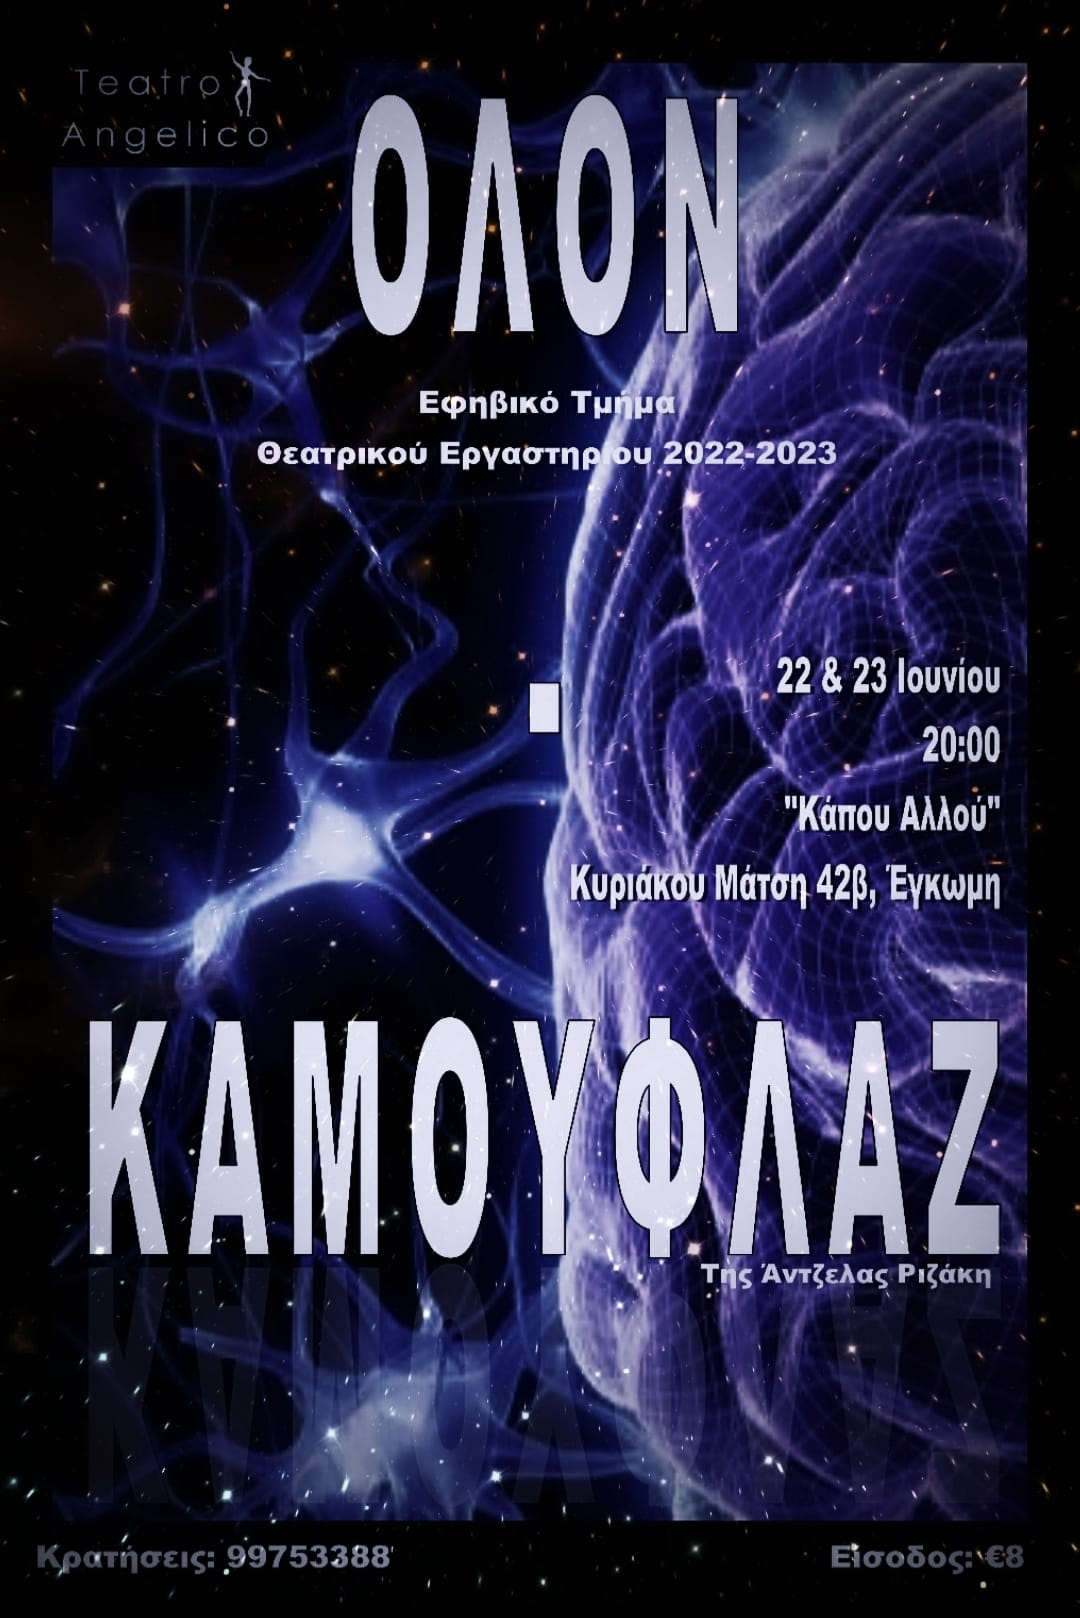 Teatro
Angelico
ΟΛΟΝ
Εφηβικό Τμήμα
Θεατρικού Εργαστηρίου 2022-2023
.
22 & 23 Ιουνίου
20:00
"Κάπου Αλλού"
Κυριάκου Μάτση 42β, Έγκωμη
ΚΑΜΟΥΦΛΑΖ
Της Άντζελας Ριζάκη
ΚΑΜΟΥΦΛΑΖ
Κρατήσεις: 99753388
Είσοδος: €8